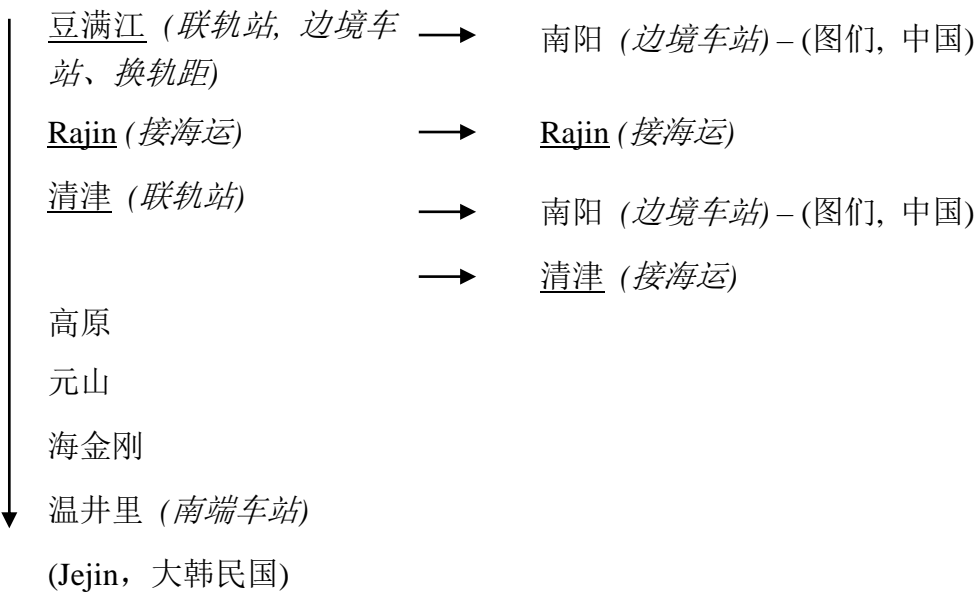 豆满江 (联轨站, 边境车站、换轨距)
南阳 (边境车站) – (图们, 中国)
Rajin (接海运)
Rajin (接海运)
清津 (联轨站)
南阳 (边境车站) – (图们, 中国)
清津 (接海运)
高原
元山
海金刚
温井里 (南端车站)
(Jejin，大韩民国)